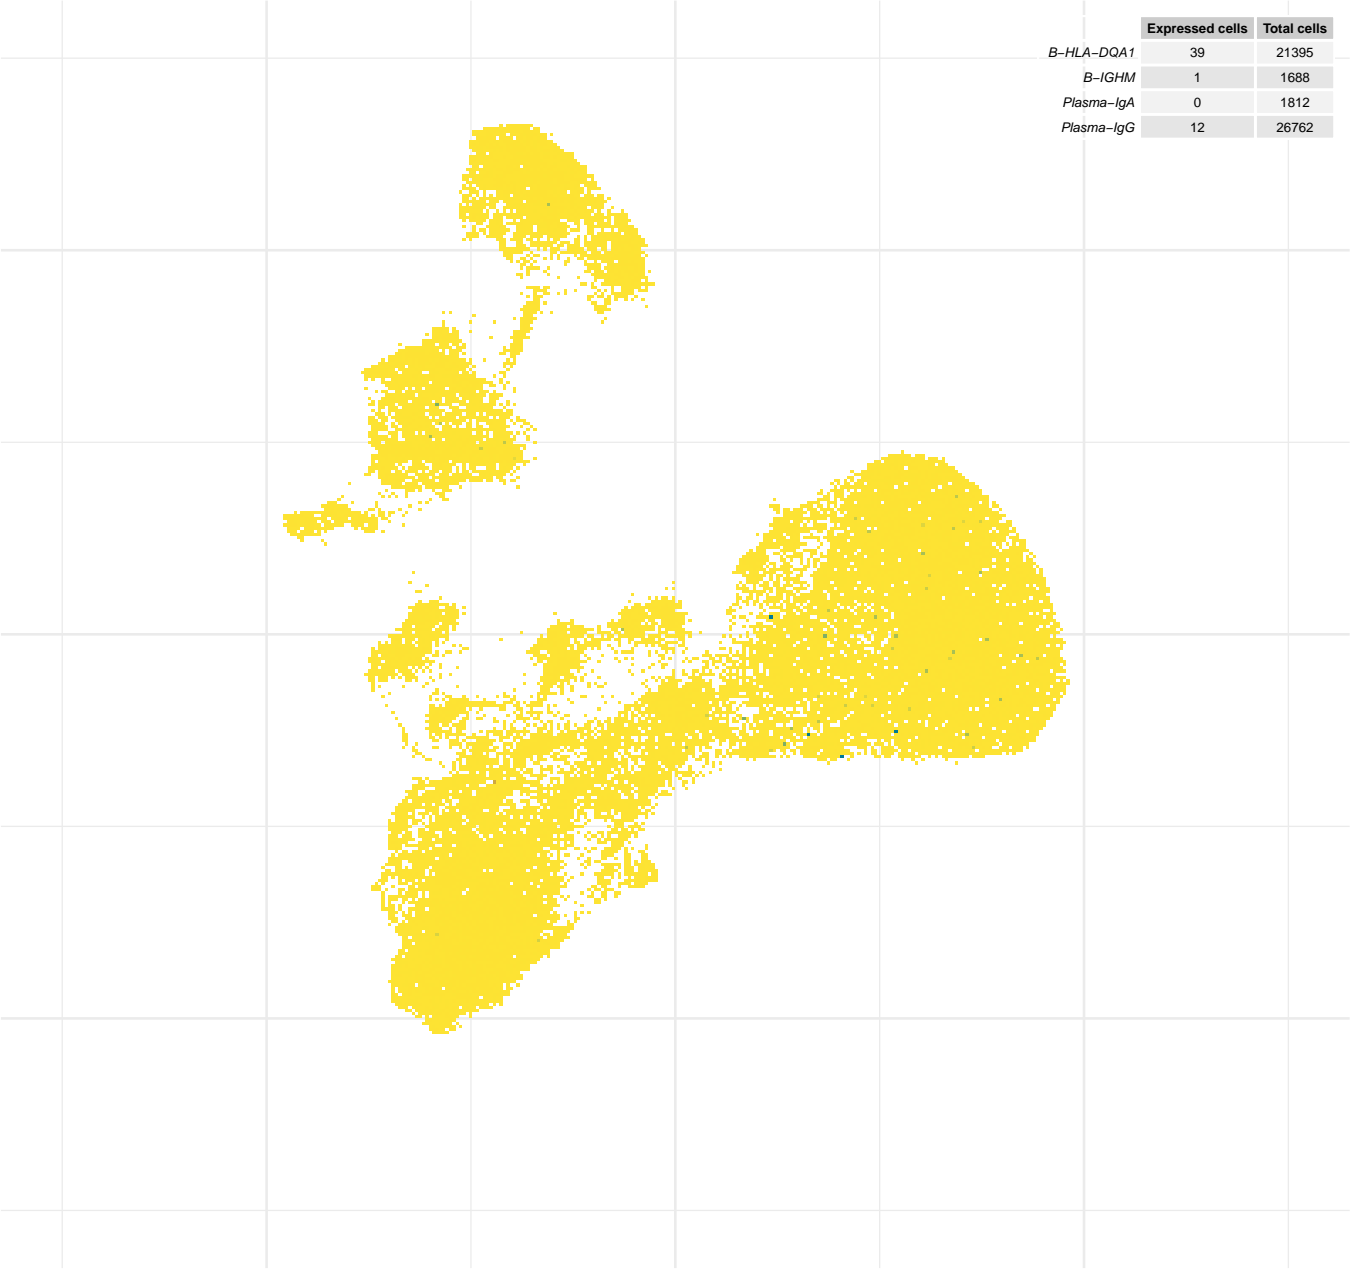 Expressed cells Total cells
B−HLA−DQA1 39 21395
B−IGHM 1 1688
Plasma−IgA 0 1812
Plasma−IgG 12 26762